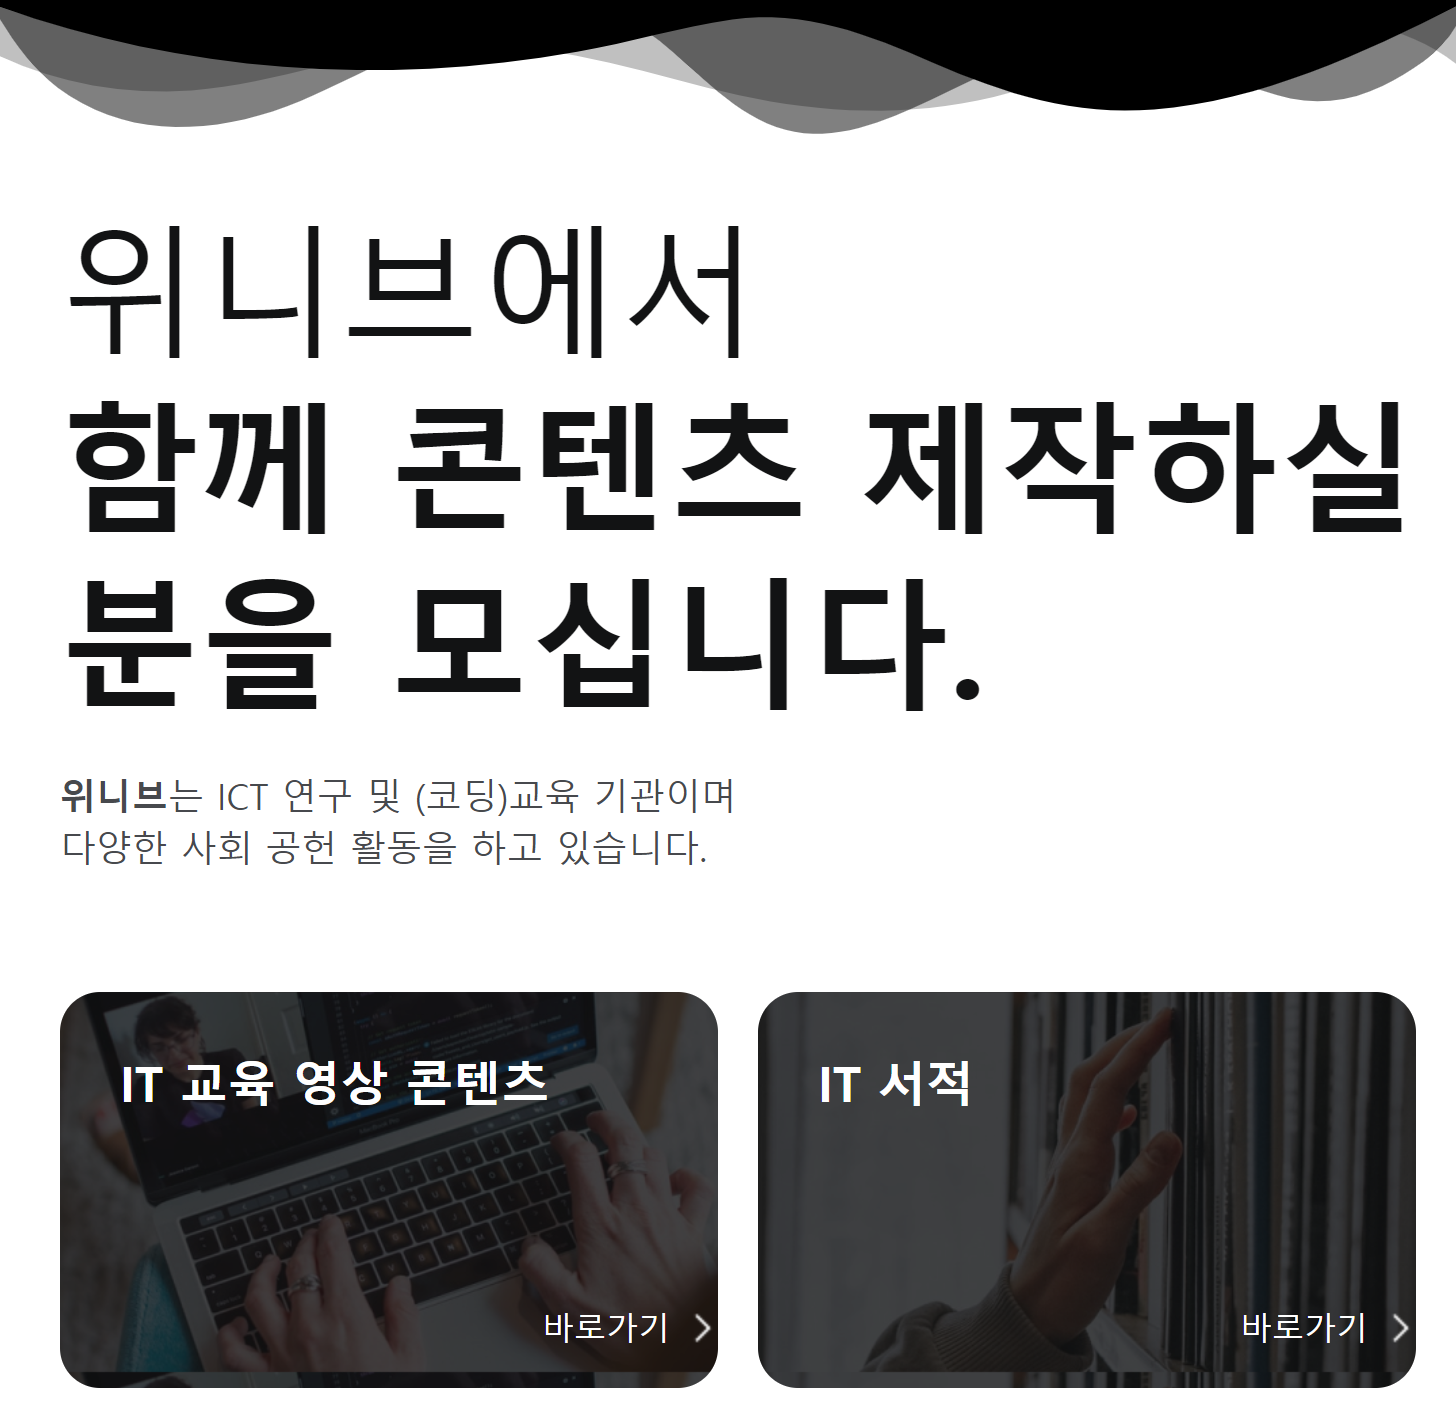 위니브에서
함께 콘텐츠 제작하실
분을 모십니다.
위니브는 ICT 연구 및 (코딩)교육 기관이며
다양한 사회 공헌 활동을 하고 있습니다.
IT 교육 영상 콘텐츠
바로가기
IT 서적
바로가기